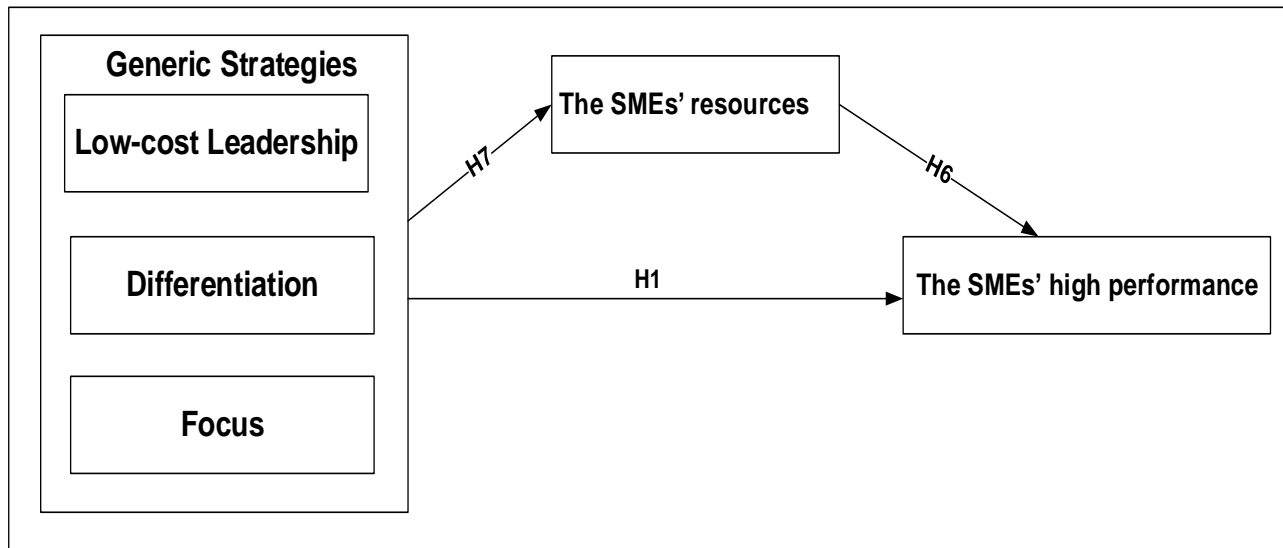 Generic Strategies
Low-cost Leadership
Differentiation
Focus
H7
The SMEs’ resources
H6
H1
The SMEs’ high performance